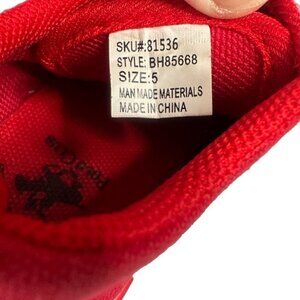 SKU#:81536
STYLE: BH85668
SIZE:5
MAN MADE MATERIALS
MADE IN CHINA